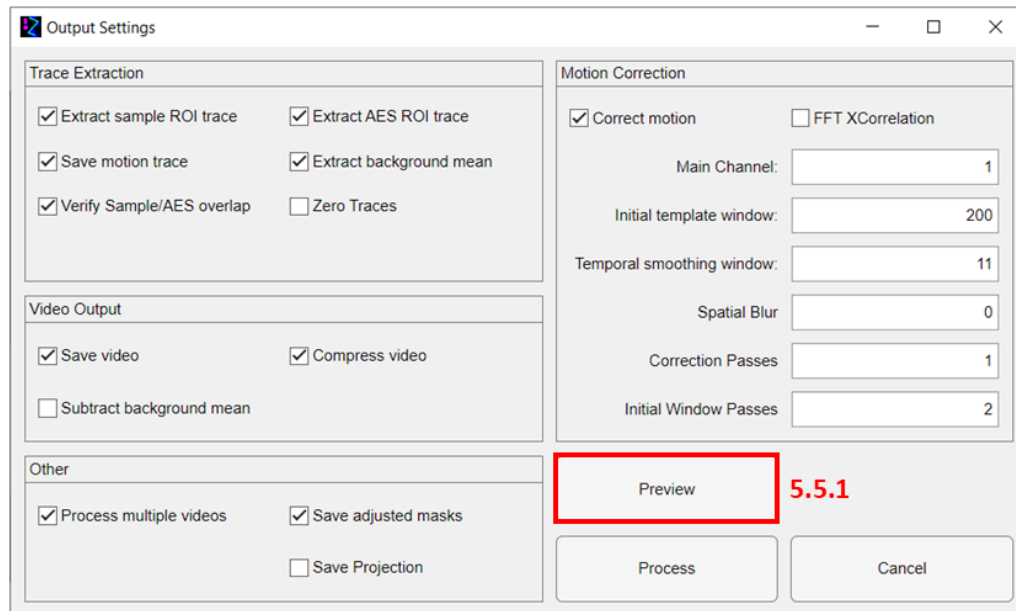 Output Settings
Trace Extraction
Extract sample ROI trace
Extract AES ROI trace
Save motion trace
Extract background mean
Verify Sample/AES overlap
Zero Traces
Video Output
Save video
Compress video
Subtract background mean
Other
Process multiple videos
Save adjusted masks
Save Projection
Motion Correction
Correct motion
FFT XCorrelation
Main Channel: 1
Initial template window: 200
Temporal smoothing window: 11
Spatial Blur 0
Correction Passes 1
Initial Window Passes 2
Preview
5.5.1
Process
Cancel